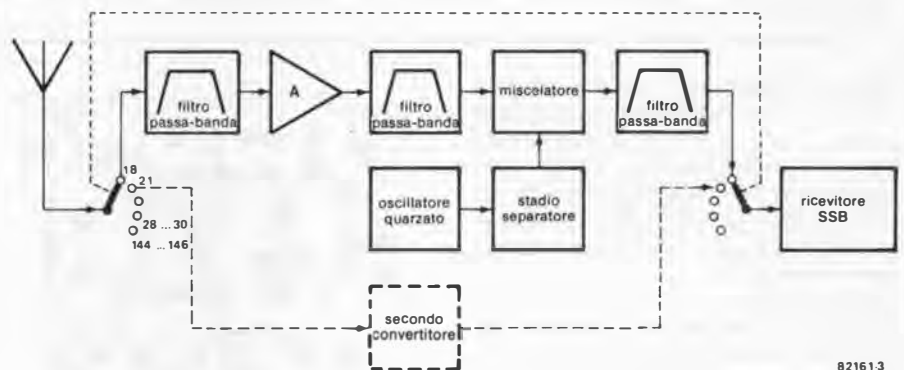 filtro
passa-banda
A
filtro
passa-banda
miscelatore
filtro
passa-banda
18
21
28 ... 30
144 ... 146
oscillatore
quarzato
stadio
separatore
ricevitore
SSB
secondo
convertitore
82161-3